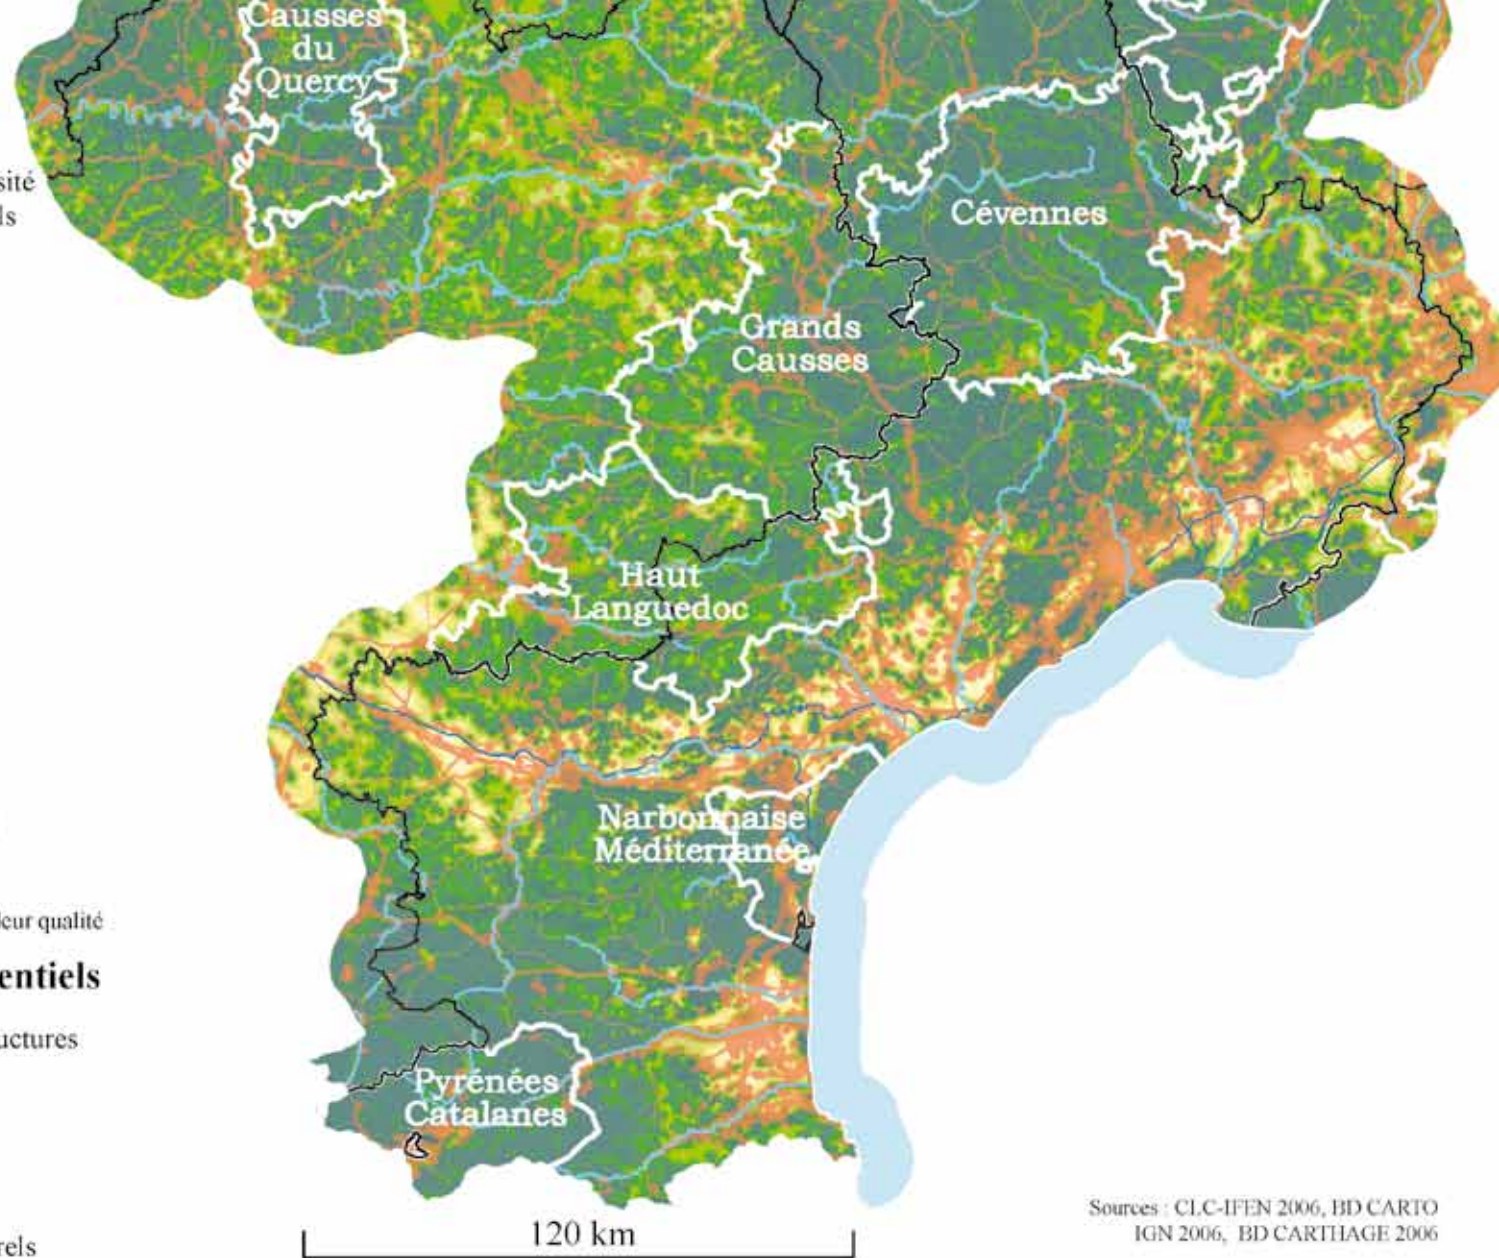 Causses
du
Quercy
sité
ls
Cévennes
Grands
Causses
Haut
Languedoc
Narbonnaise
Méditerranée
leur qualité
entiels
uctures
Pyrénées
Catalanes
rels
120 km
Sources : CLC-IFEN 2006, BD CARTO
IGN 2006, BD CARTHAGE 2006